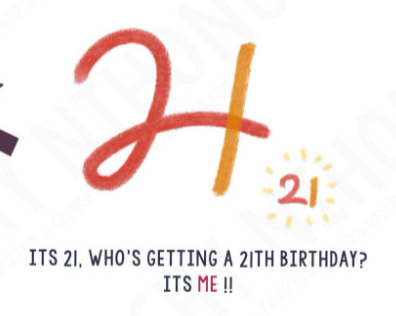 21
21
ITS 21, WHO'S GETTING A 21TH BIRTHDAY?
ITS ME !!